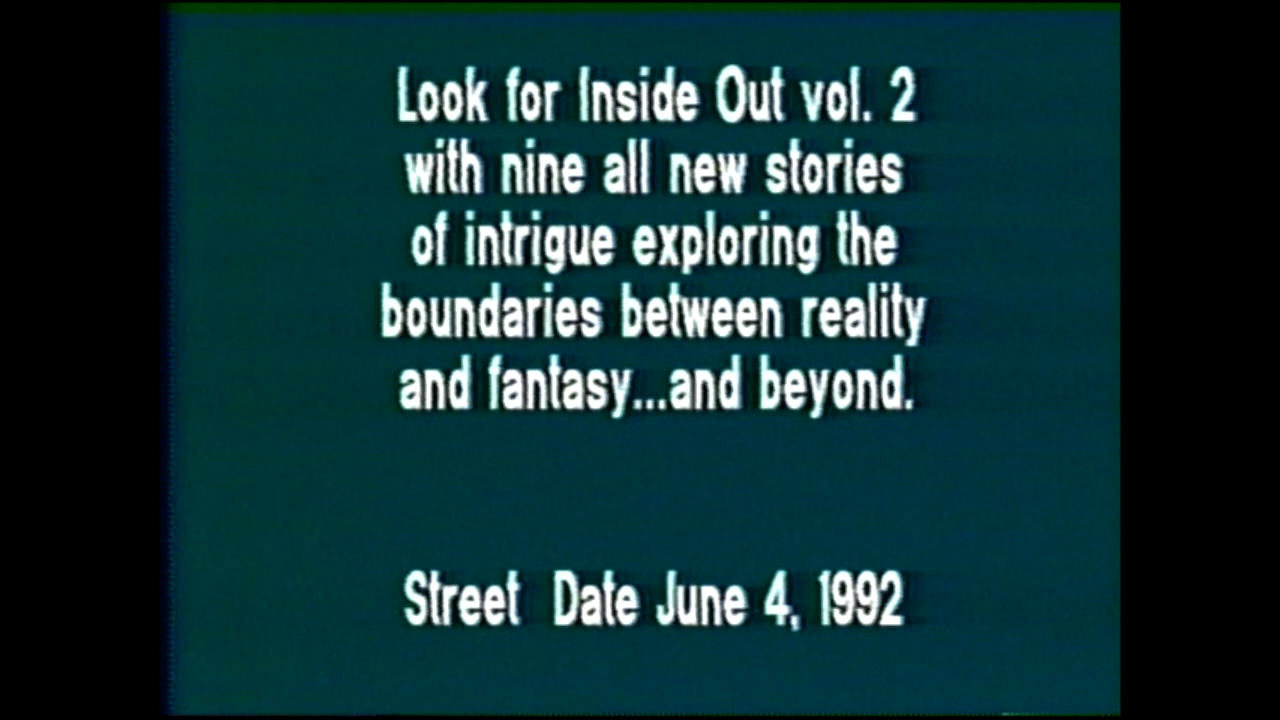 Look for Inside Out vol. 2
with nine all new stories
of intrigue exploring the
boundaries between reality
and fantasy...and beyond.
Street Date June 4, 1992